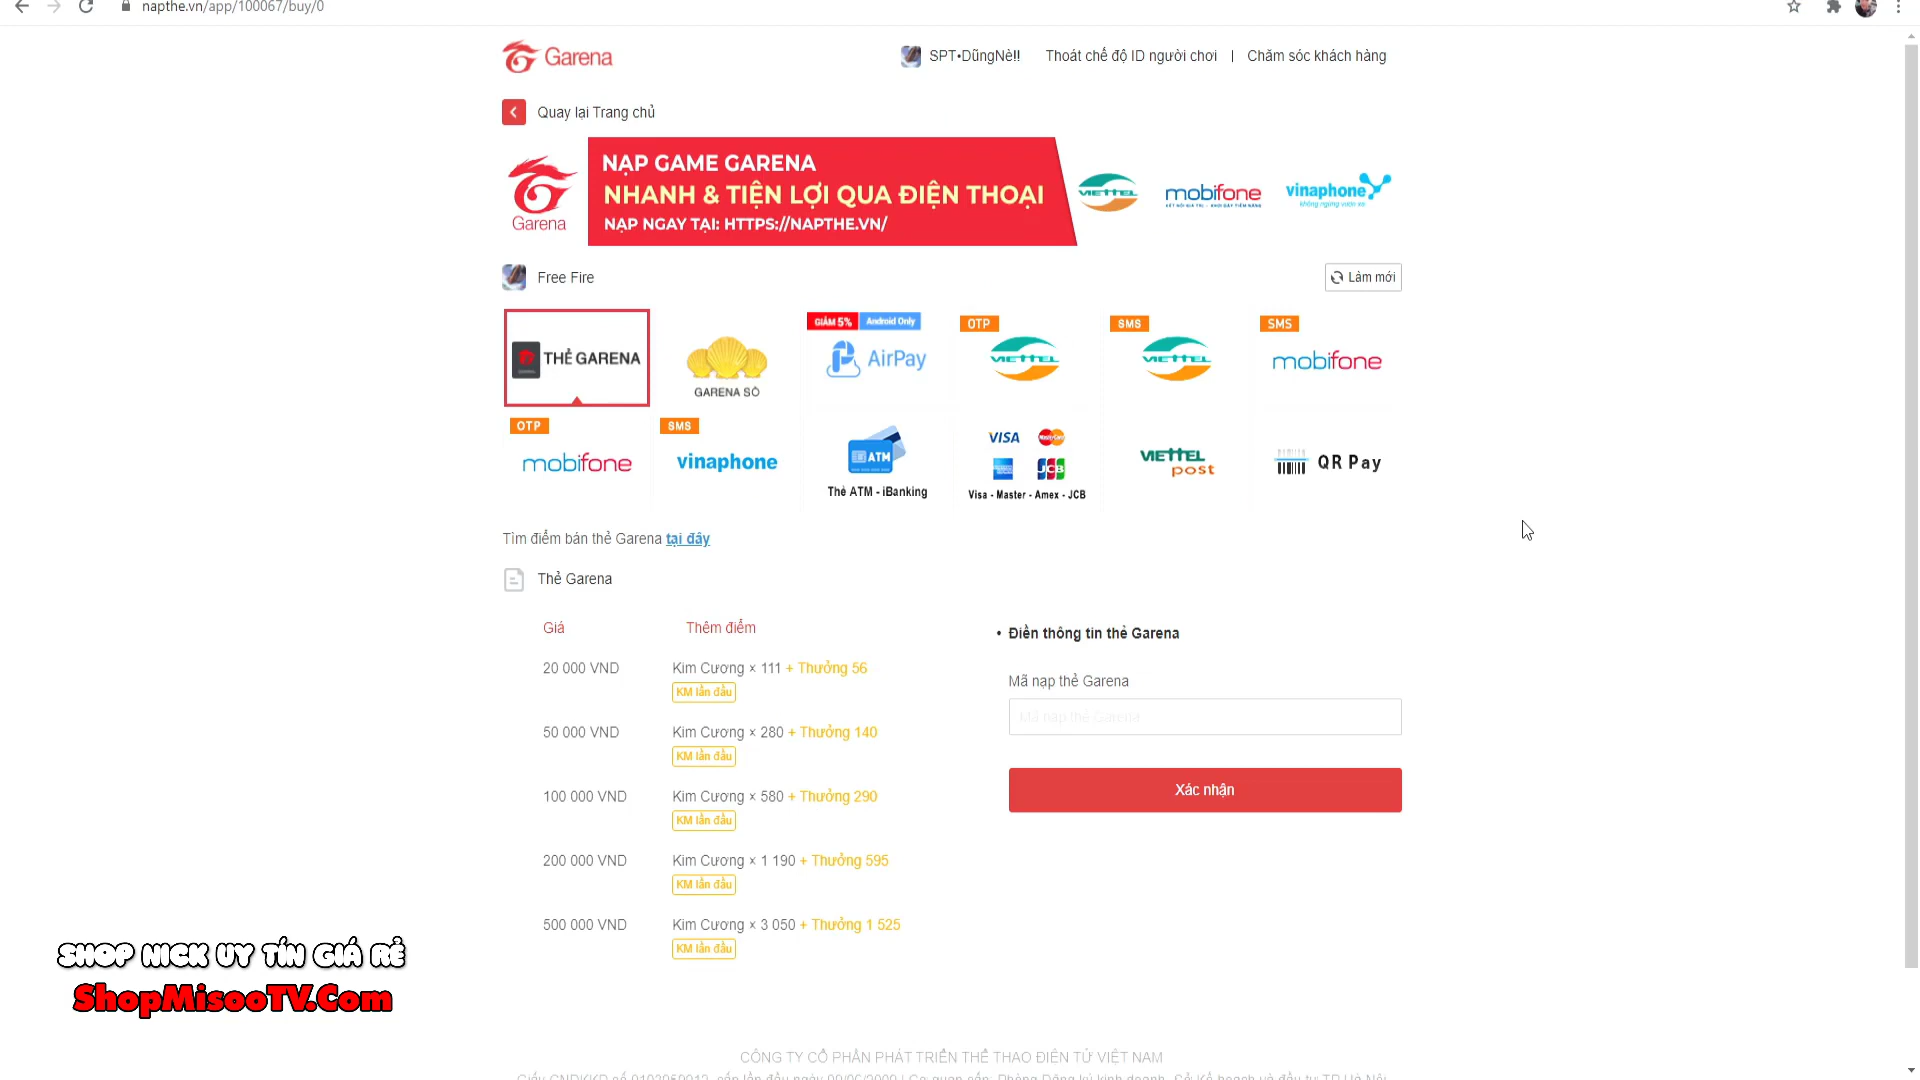 napthe.vn/app/100067/buy/0
Garena
SPT•DũngNè!!
Thoát chế độ ID người chơi | Chăm sóc khách hàng
Quay lại Trang chủ
Garena
NẠP GAME GARENA
NHANH & TIỆN LỢI QUA ĐIỆN THOẠI
NẠP NGAY TẠI: HTTPS://NAPTHE.VN/
VIETTEL
mobifone
vinaphone
không ngừng vươn xa
Free Fire
Làm mới
THẺ GARENA
GARENA SÒ
GIẢM 5% Android Only
AirPay
OTP
VIETTEL
SMS
VIETTEL
SMS
mobifone
OTP
mobifone
SMS
vinaphone
ATM
Thẻ ATM - iBanking
VISA MasterCard
JCB
Visa - Master - Amex - JCB
VIETTEL
post
QR Pay
Tìm điểm bán thẻ Garena tại đây
Thẻ Garena
Giá Thêm điểm
20 000 VND Kim Cương × 111 + Thưởng 56
KM lần đầu
50 000 VND Kim Cương × 280 + Thưởng 140
KM lần đầu
100 000 VND Kim Cương × 580 + Thưởng 290
KM lần đầu
200 000 VND Kim Cương × 1 190 + Thưởng 595
KM lần đầu
500 000 VND Kim Cương × 3 050 + Thưởng 1 525
KM lần đầu
• Điền thông tin thẻ Garena
Mã nạp thẻ Garena
Mã nạp thẻ Garena
Xác nhận
SHOP NICK UY TÍN GIÁ RẺ
ShopMisooTV.Com
CÔNG TY CỔ PHẦN PHÁT TRIỂN THỂ THAO ĐIỆN TỬ VIỆT NAM